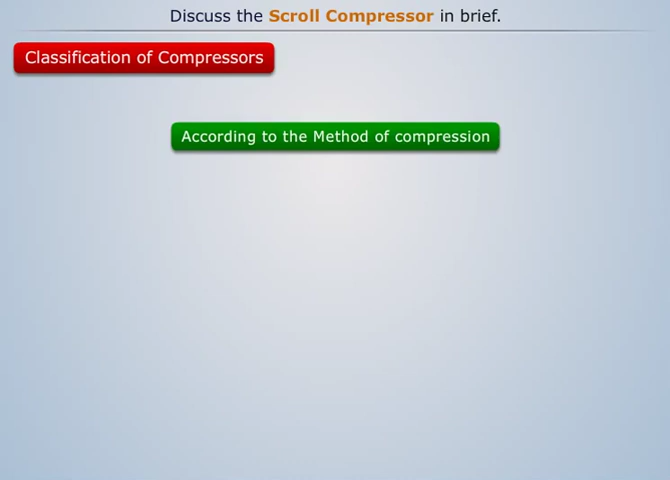 Discuss the Scroll Compressor in brief.
Classification of Compressors
According to the Method of compression